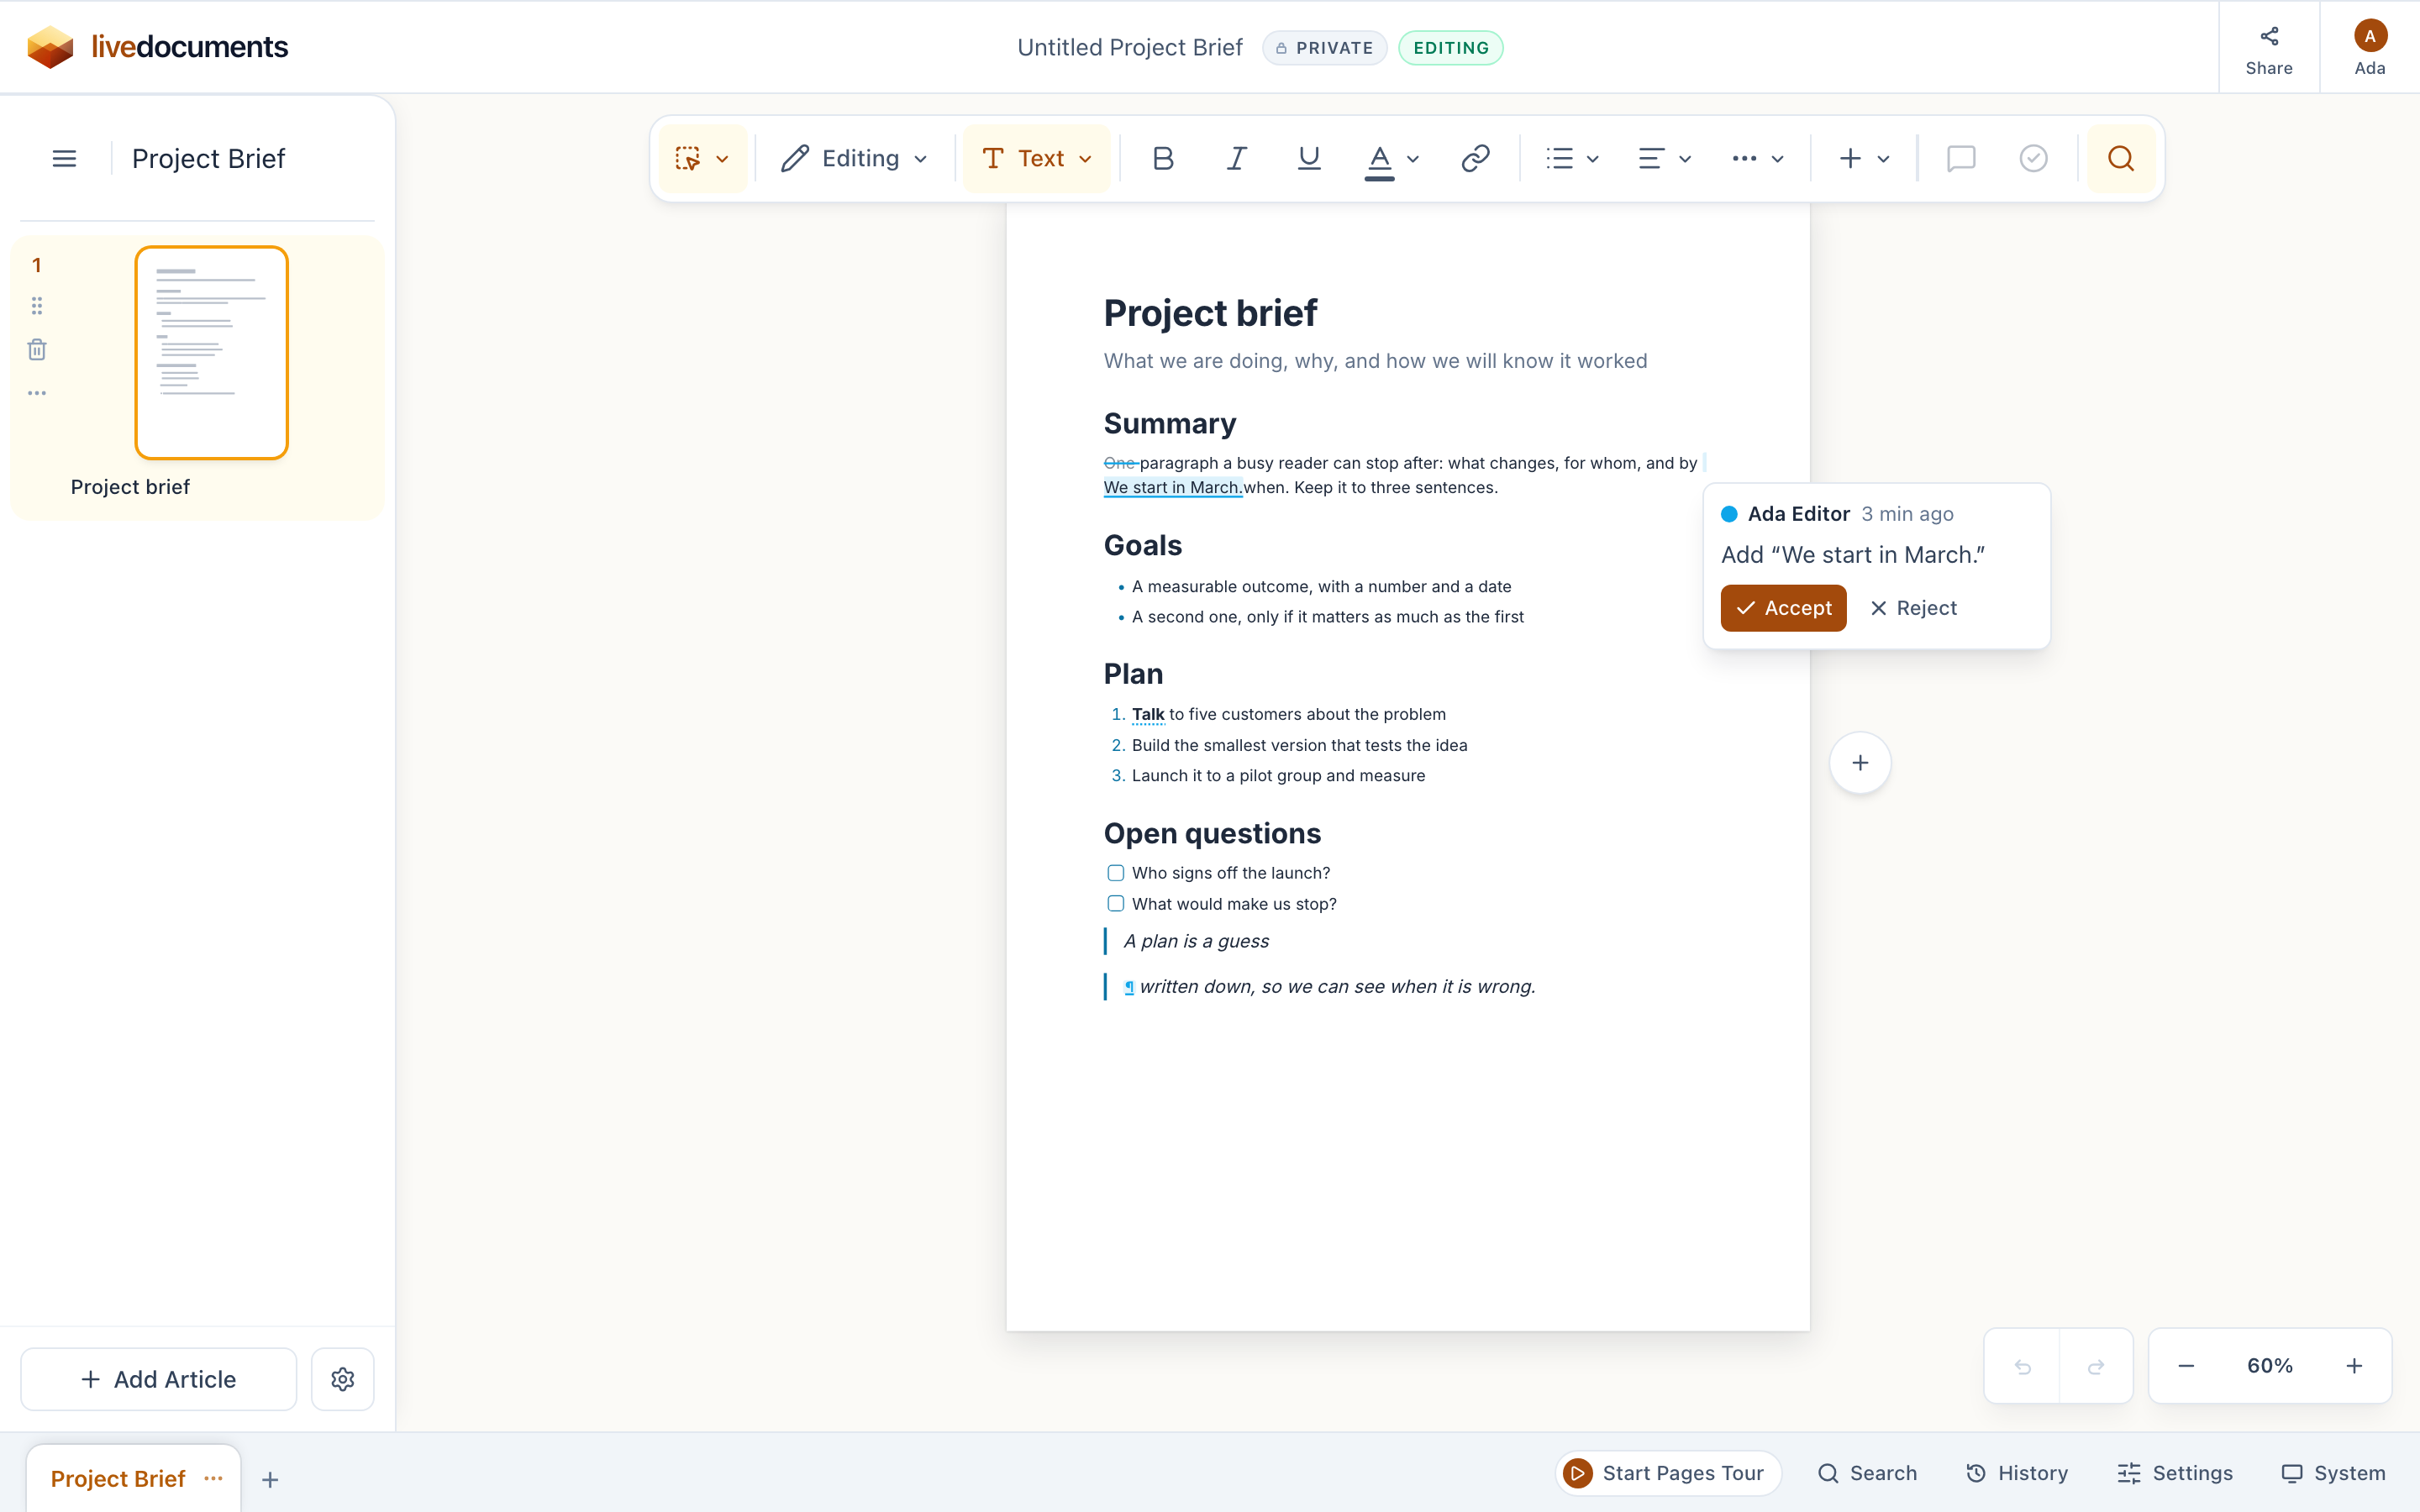 livedocuments
Untitled Project Brief
PRIVATE
EDITING
Share
A
Ada
Project Brief
Editing
Text
1
Project brief
Project brief
What we are doing, why, and how we will know it worked
Summary
One paragraph a busy reader can stop after: what changes, for whom, and by
We start in March.when. Keep it to three sentences.
Ada Editor 3 min ago
Add “We start in March.”
Accept
Reject
Goals
• A measurable outcome, with a number and a date
• A second one, only if it matters as much as the first
Plan
1. Talk to five customers about the problem
2. Build the smallest version that tests the idea
3. Launch it to a pilot group and measure
Open questions
Who signs off the launch?
What would make us stop?
A plan is a guess
¶ written down, so we can see when it is wrong.
Add Article
60%
Project Brief
Start Pages Tour
Search
History
Settings
System